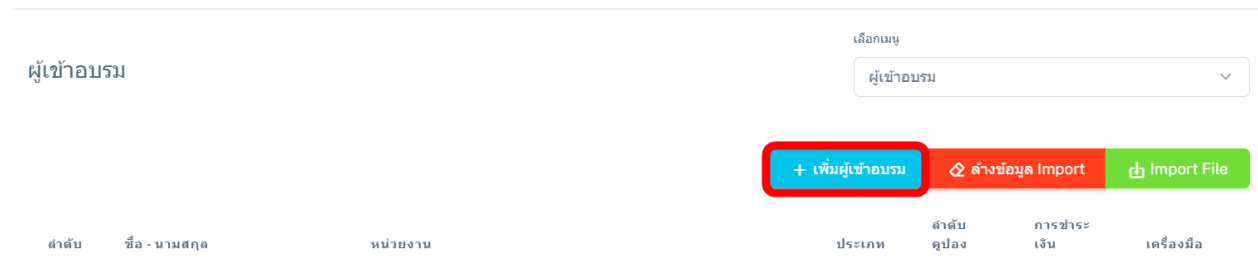 เลือกเมนู
ผู้เข้าอบรม
ผู้เข้าอบรม
+ เพิ่มผู้เข้าอบรม
ล้างข้อมูล Import
Import File
ลำดับ ชื่อ - นามสกุล หน่วยงาน ประเภท ลำดับคูปอง การชำระเงิน เครื่องมือ